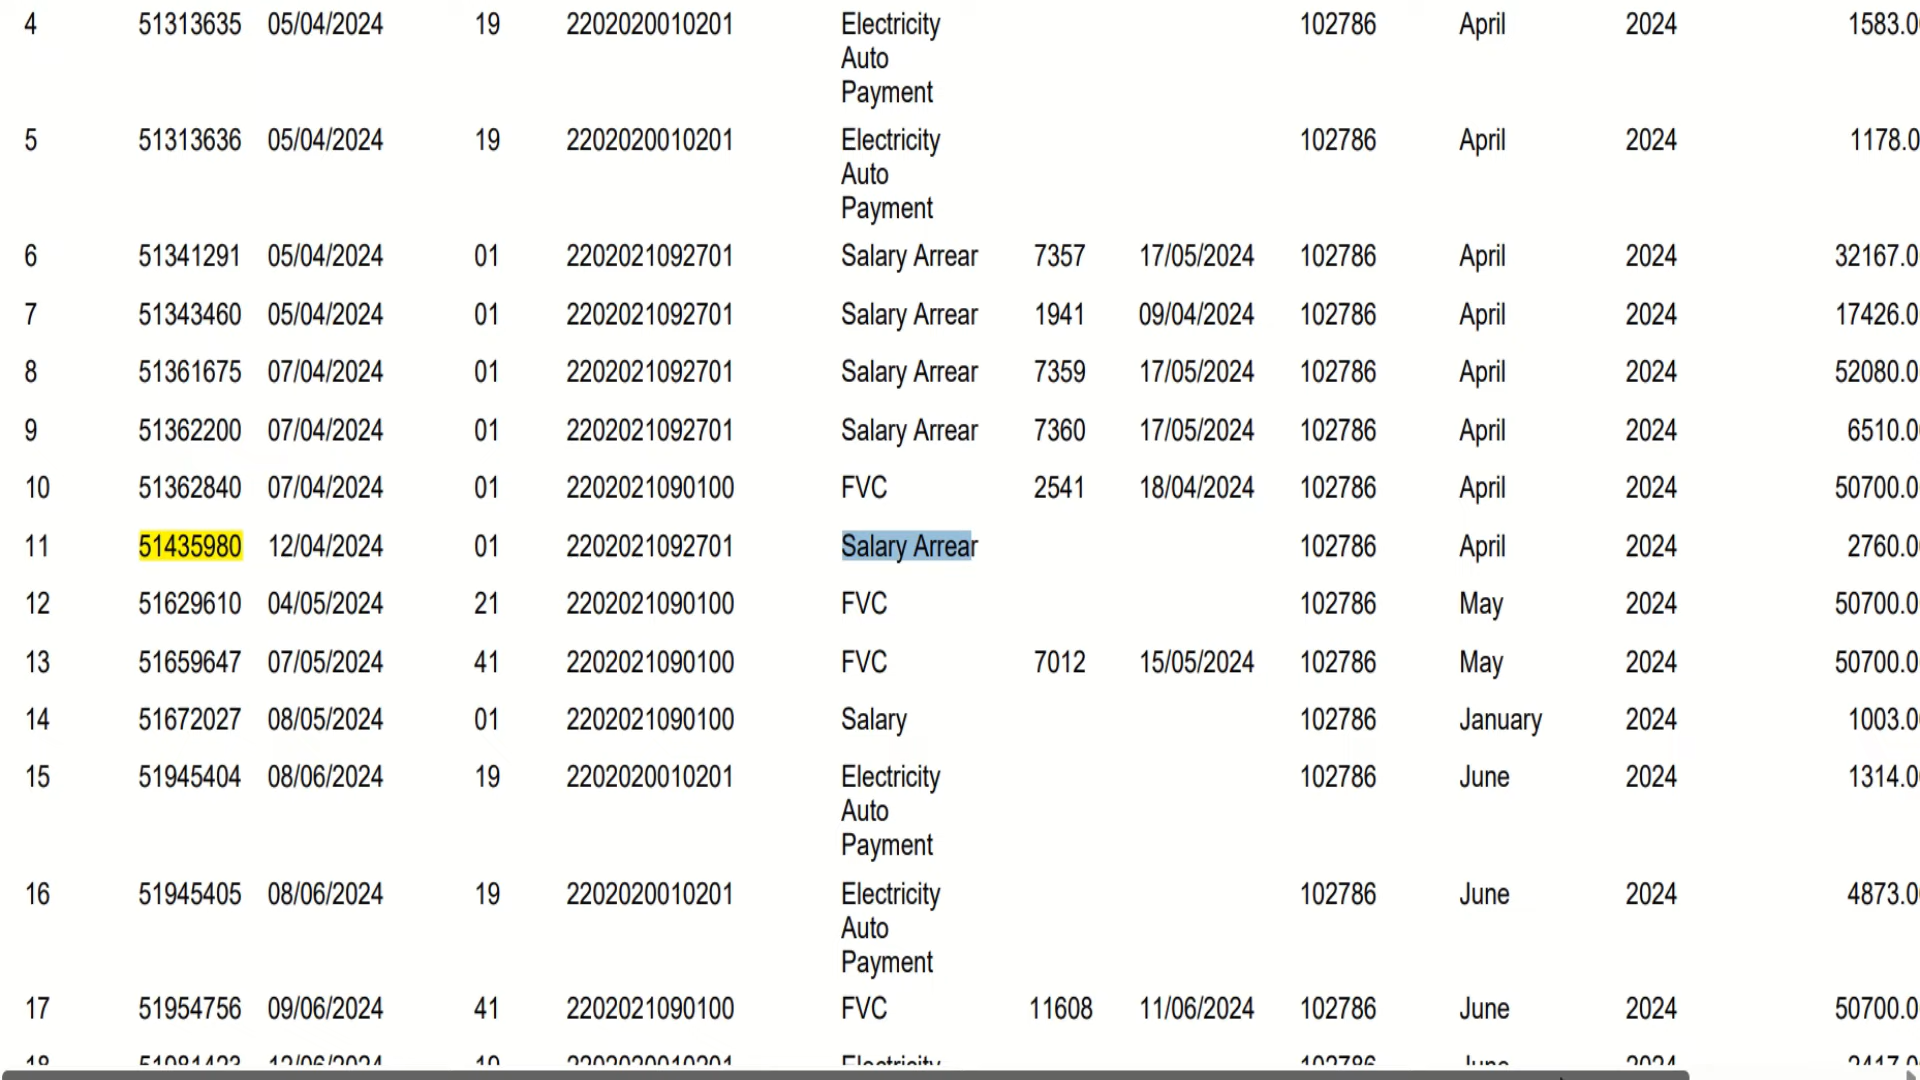 4 51313635 05/04/2024 19 2202020010201 Electricity 102786 April 2024 1583.0
Auto
Payment
5 51313636 05/04/2024 19 2202020010201 Electricity 102786 April 2024 1178.0
Auto
Payment
6 51341291 05/04/2024 01 2202021092701 Salary Arrear 7357 17/05/2024 102786 April 2024 32167.0
7 51343460 05/04/2024 01 2202021092701 Salary Arrear 1941 09/04/2024 102786 April 2024 17426.0
8 51361675 07/04/2024 01 2202021092701 Salary Arrear 7359 17/05/2024 102786 April 2024 52080.0
9 51362200 07/04/2024 01 2202021092701 Salary Arrear 7360 17/05/2024 102786 April 2024 6510.0
10 51362840 07/04/2024 01 2202021090100 FVC 2541 18/04/2024 102786 April 2024 50700.0
11 51435980 12/04/2024 01 2202021092701 Salary Arrear 102786 April 2024 2760.0
12 51629610 04/05/2024 21 2202021090100 FVC 102786 May 2024 50700.0
13 51659647 07/05/2024 41 2202021090100 FVC 7012 15/05/2024 102786 May 2024 50700.0
14 51672027 08/05/2024 01 2202021090100 Salary 102786 January 2024 1003.0
15 51945404 08/06/2024 19 2202020010201 Electricity 102786 June 2024 1314.0
Auto
Payment
16 51945405 08/06/2024 19 2202020010201 Electricity 102786 June 2024 4873.0
Auto
Payment
17 51954756 09/06/2024 41 2202021090100 FVC 11608 11/06/2024 102786 June 2024 50700.0
18 12/06/2024 19 2202020010201 Electricity 102786 June 2024